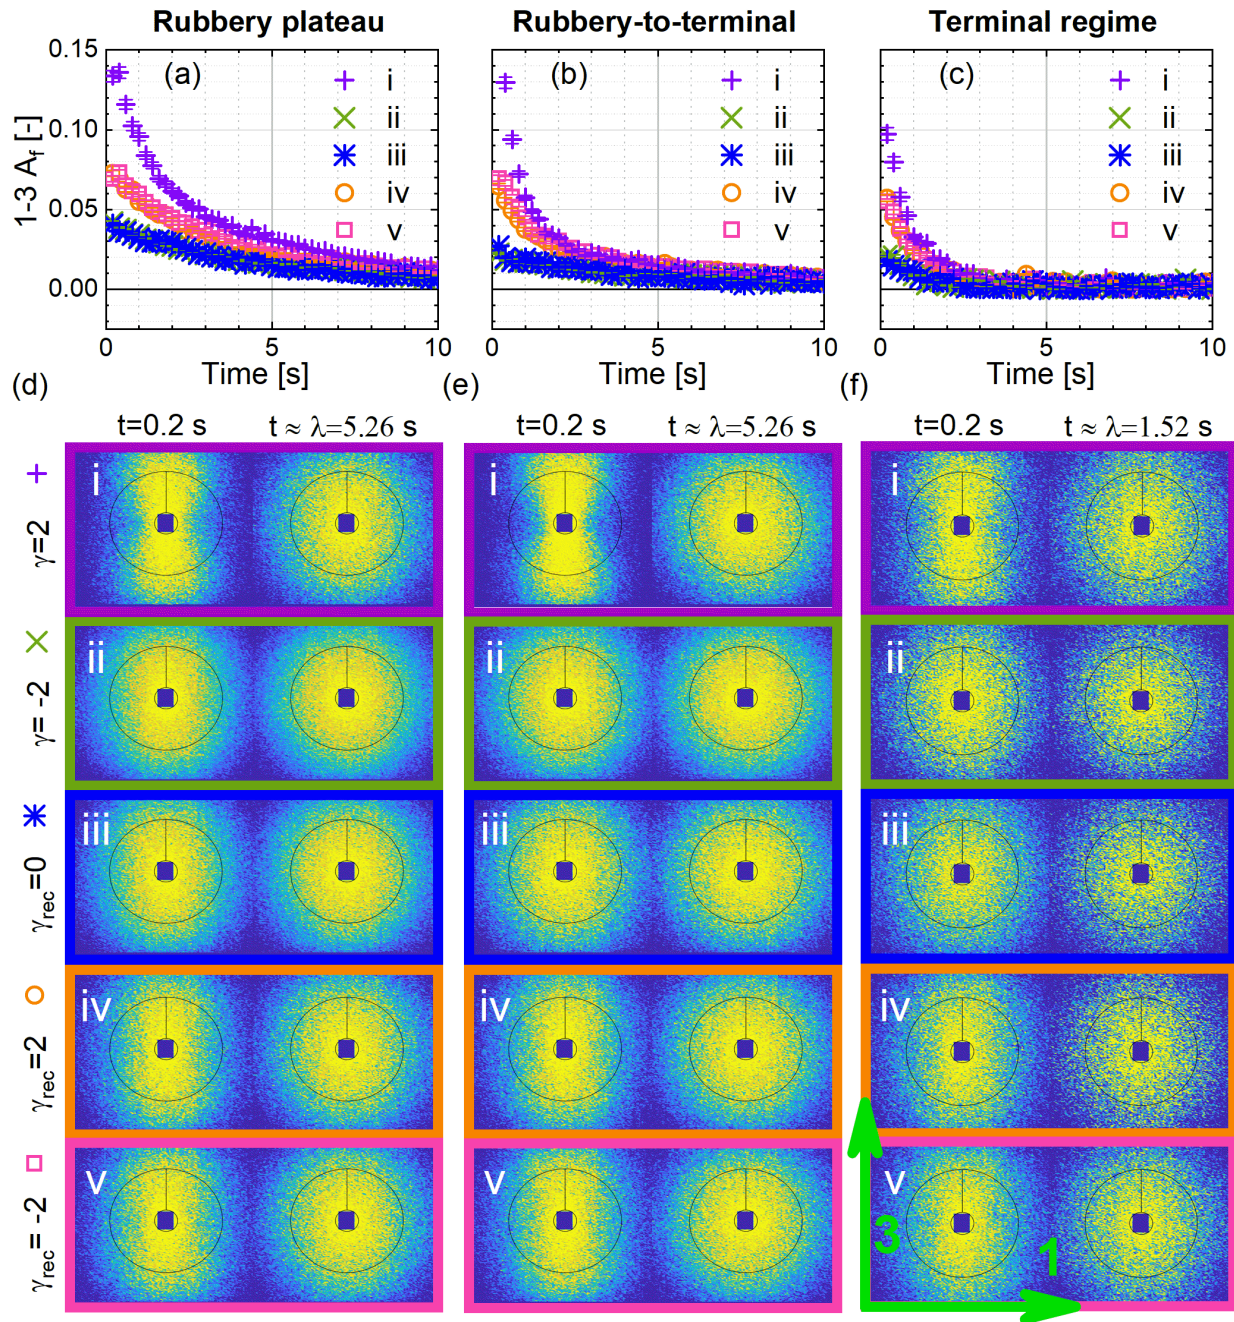 Rubbery plateau
Rubbery-to-terminal
Terminal regime
1-3 A_f [-]
0.15
0.10
0.05
0.00
(a)
i
ii
iii
iv
v
0
5
10
Time [s]
(b)
i
ii
iii
iv
v
0
5
10
Time [s]
(c)
i
ii
iii
iv
v
0
5
10
Time [s]
(d)
(e)
(f)
t=0.2 s
t ≈ λ=5.26 s
t=0.2 s
t ≈ λ=5.26 s
t=0.2 s
t ≈ λ=1.52 s
γ=2
i
i
i
γ= -2
ii
ii
ii
γ_rec=0
iii
iii
iii
γ_rec=2
iv
iv
iv
γ_rec= -2
v
v
v
3
1